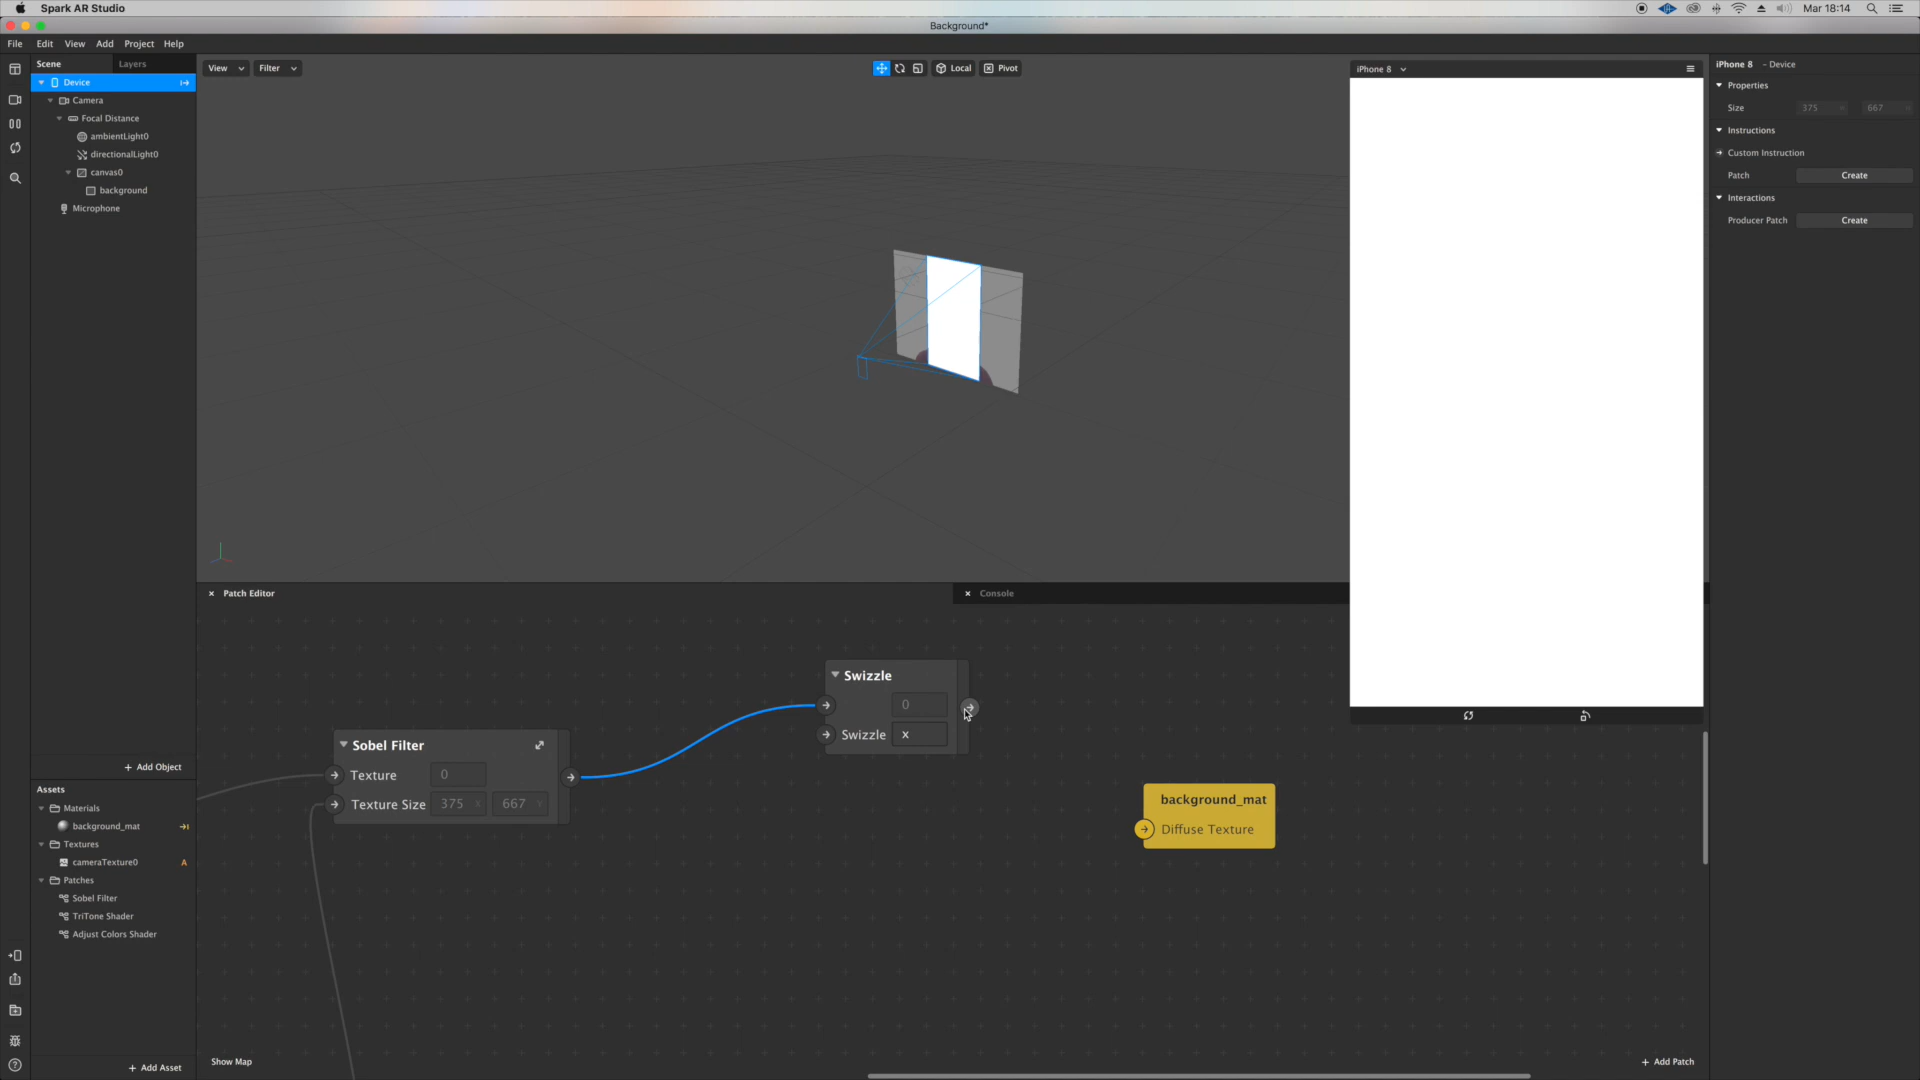 Spark AR Studio
Mar 18:14
Background*
File Edit View Add Project Help
Scene Layers
Device
Camera
Focal Distance
ambientLight0
directionalLight0
canvas0
background
Microphone
+ Add Object
Assets
Materials
background_mat
Textures
cameraTexture0 A
Patches
Sobel Filter
TriTone Shader
Adjust Colors Shader
+ Add Asset
View Filter
Local Pivot
iPhone 8
iPhone 8 - Device
Properties
Size 375 667
Instructions
Custom Instruction
Patch Create
Interactions
Producer Patch Create
× Patch Editor
× Console
Swizzle
0
Swizzle x
Sobel Filter
Texture 0
Texture Size 375 X 667 Y
background_mat
Diffuse Texture
Show Map
+ Add Patch